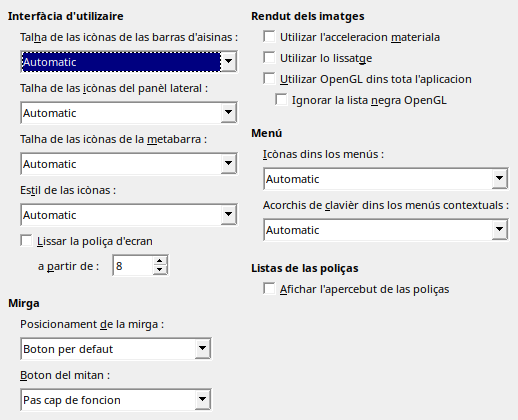 Interfàcia d'utilizaire
Talha de las icònas de las barras d'aisinas :
Automatic
Talha de las icònas del panèl lateral :
Automatic
Talha de las icònas de la metabarra :
Automatic
Estil de las icònas :
Automatic
Lissar la poliça d'ecran
a partir de :
8
Mirga
Posicionament de la mirga :
Boton per defaut
Boton del mitan :
Pas cap de foncion
Rendut dels imatges
Utilizar l'acceleracion materiala
Utilizar lo lissatge
Utilizar OpenGL dins tota l'aplicacion
Ignorar la lista negra OpenGL
Menú
Icònas dins los menús :
Automatic
Acorchis de clavièr dins los menús contextuals :
Automatic
Listas de las poliças
Afichar l'apercebut de las poliças